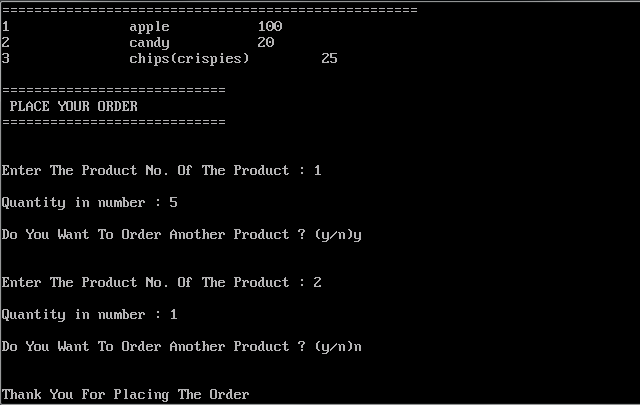 ====================================================
1 apple 100
2 candy 20
3 chips(crispies) 25
============================
PLACE YOUR ORDER
============================
Enter The Product No. Of The Product : 1
Quantity in number : 5
Do You Want To Order Another Product ? (y/n)y
Enter The Product No. Of The Product : 2
Quantity in number : 1
Do You Want To Order Another Product ? (y/n)n
Thank You For Placing The Order